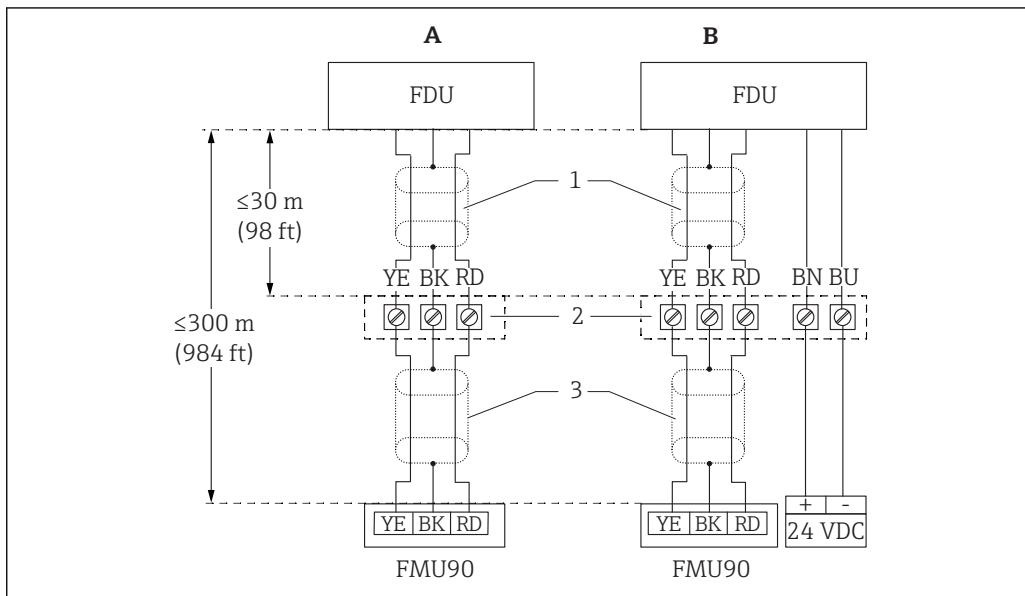 A B
FDU FDU
1
≤30 m
(98 ft)
YE BK RD YE BK RD BN BU
2
≤300 m
(984 ft)
3
YE BK RD YE BK RD + -
24 VDC
FMU90 FMU90